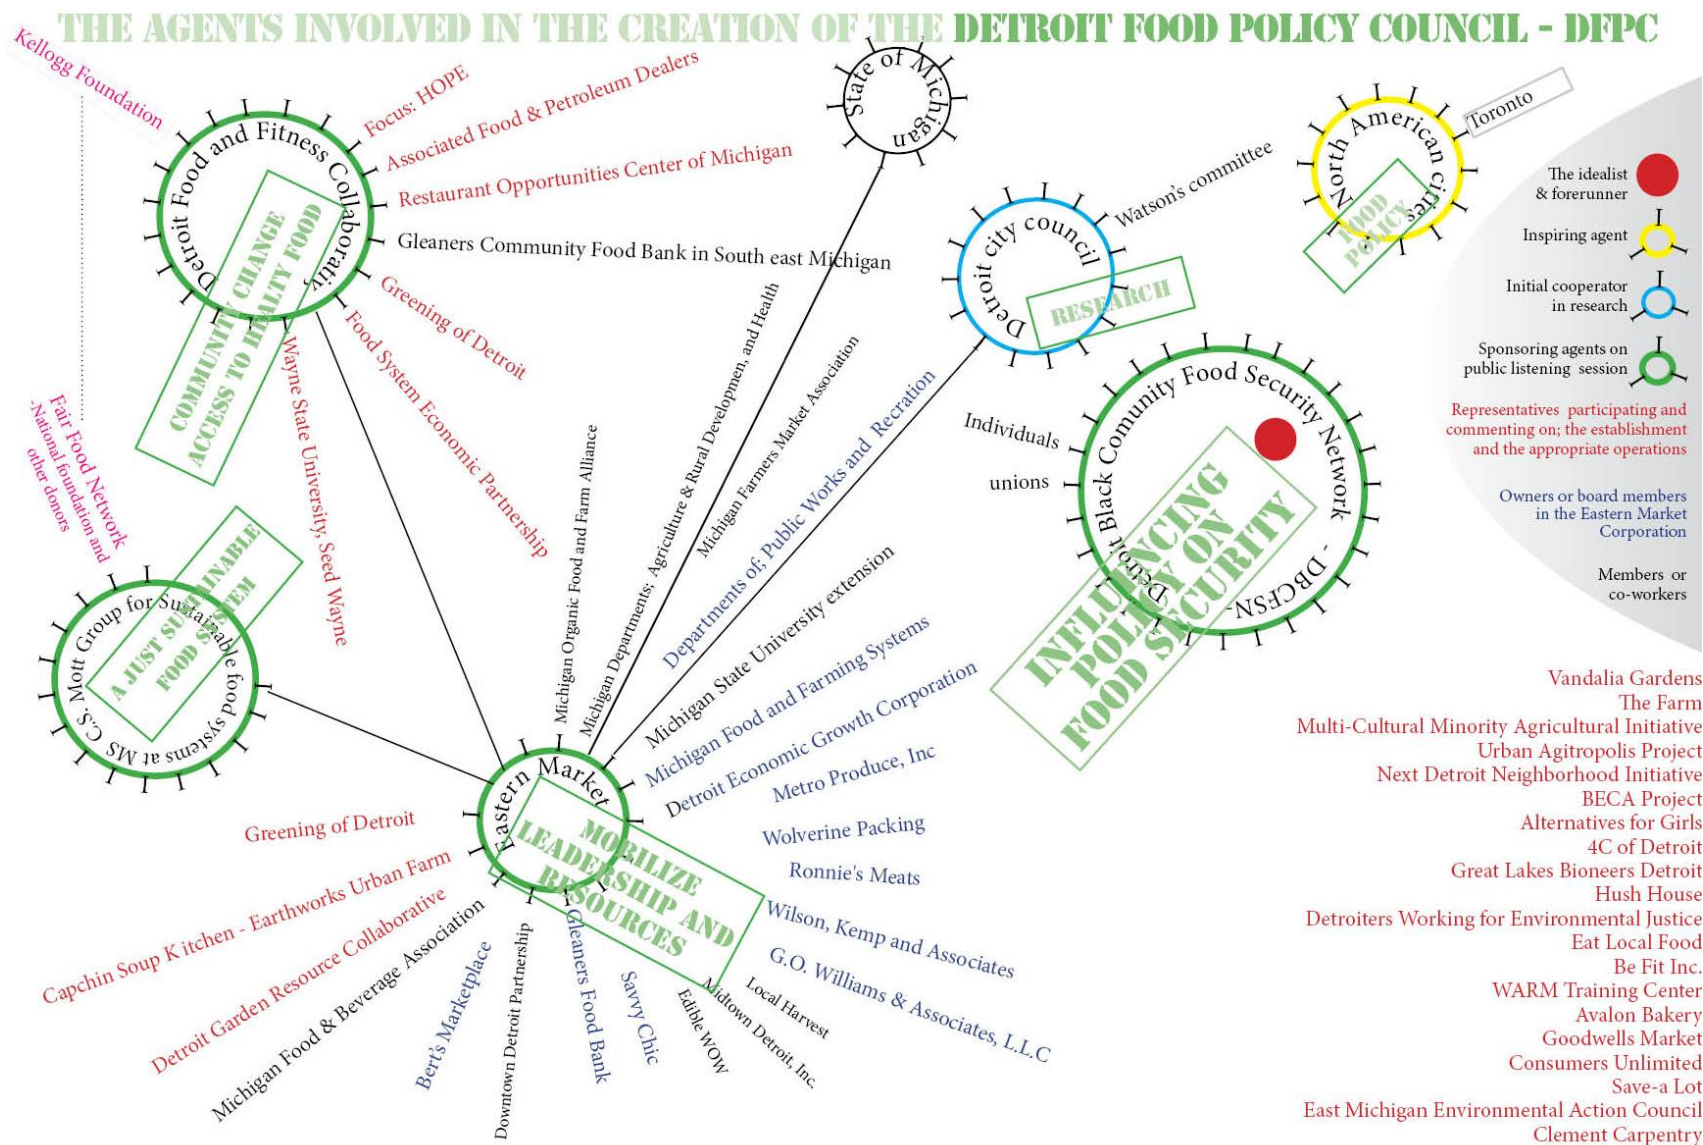 THE AGENTS INVOLVED IN THE CREATION OF THE DETROIT FOOD POLICY COUNCIL - DFPC
Kellogg Foundation
Detroit Food and Fitness Collaborativ
COMMUNITY CHANGE
ACCESS TO HEALTY FOOD
Focus: HOPE
Associated Food & Petroleum Dealers
Restaurant Opportunities Center of Michigan
Gleaners Community Food Bank in South east Michigan
Greening of Detroit
Food System Economic Partnership
Wayne State University, Seed Wayne
State of Michigan
Detroit city council
RESEARCH
Watson's committee
North American cities
FOOD
POLICY
Toronto
The idealist
& forerunner
Inspiring agent
Initial cooperator
in research
Sponsoring agents on
public listening session
Representatives participating and
commenting on; the establishment
and the appropriate operations
Owners or board members
in the Eastern Market
Corporation
Members or
co-workers
Individuals
unions
Detroit Black Community Food Security Network - DBCFSN-
INFLUENCING
POLICY ON
FOOD SECURITY
Fair Food Network
-National foundation and
other donors
C.S. Mott Group for Sustainable food systems at MS
A JUST SUSTAINABLE
FOOD SYSTEM
Eastern Market
MOBILIZE
LEADERSHIP AND
RESOURCES
Michigan Organic Food and Farm Alliance
Michigan Departments; Agriculture & Rural Developmen, and Health
Michigan Farmers Market Association
Departments of; Public Works and Recration
Michigan State University extension
Michigan Food and Farming Systems
Detroit Economic Growth Corporation
Metro Produce, Inc
Wolverine Packing
Ronnie's Meats
Wilson, Kemp and Associates
G.O. Williams & Associates, L.L.C
Local Harvest
Midtown Detroit, Inc.
Edible WOW
Savvy Chic
Gleaners Food Bank
Downtown Detroit Partnership
Bert's Marketplace
Michigan Food & Beverage Association
Detroit Garden Resource Collaborative
Capchin Soup Kitchen - Earthworks Urban Farm
Greening of Detroit
Vandalia Gardens
The Farm
Multi-Cultural Minority Agricultural Initiative
Urban Agitropolis Project
Next Detroit Neighborhood Initiative
BECA Project
Alternatives for Girls
4C of Detroit
Great Lakes Bioneers Detroit
Hush House
Detroiters Working for Environmental Justice
Eat Local Food
Be Fit Inc.
WARM Training Center
Avalon Bakery
Goodwells Market
Consumers Unlimited
Save-a Lot
East Michigan Environmental Action Council
Clement Carpentry